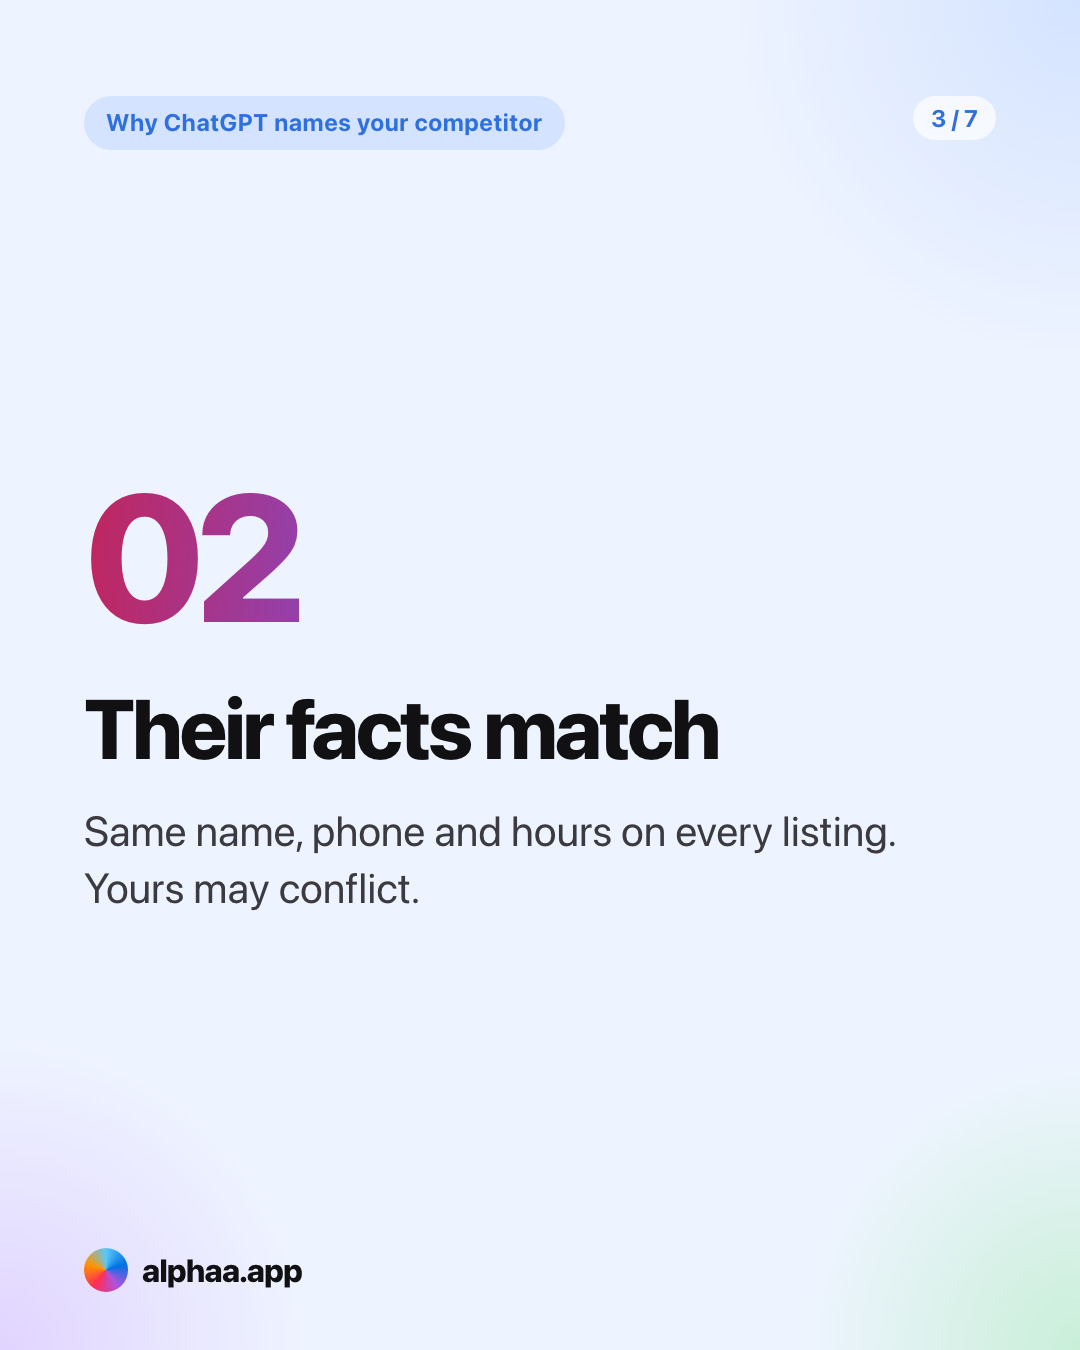 Why ChatGPT names your competitor
3 / 7
02
Their facts match
Same name, phone and hours on every listing.
Yours may conflict.
alphaa.app